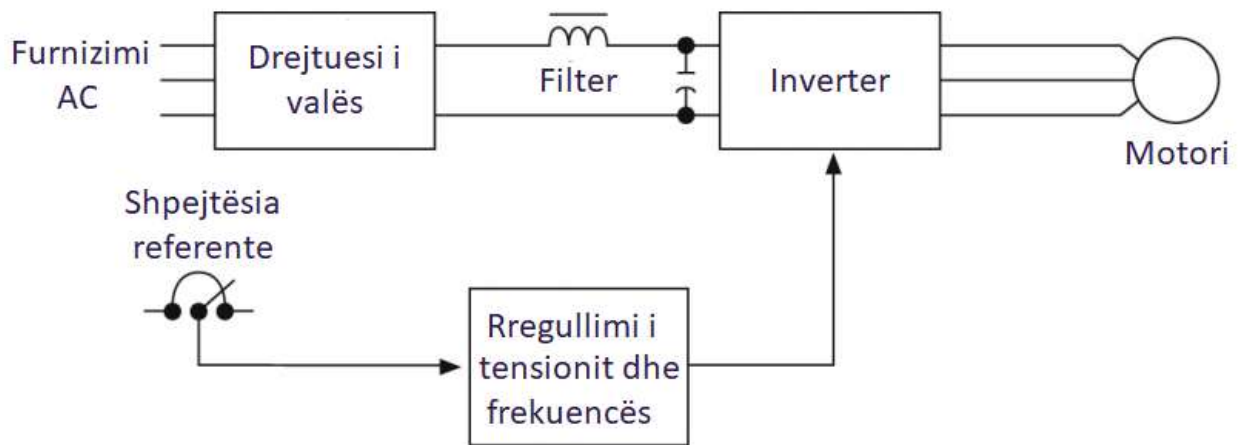 Furnizimi
AC
Drejtuesi i
valës
Filter
Inverter
Motori
Shpejtësia
referente
Rregullimi i
tensionit dhe
frekuencës